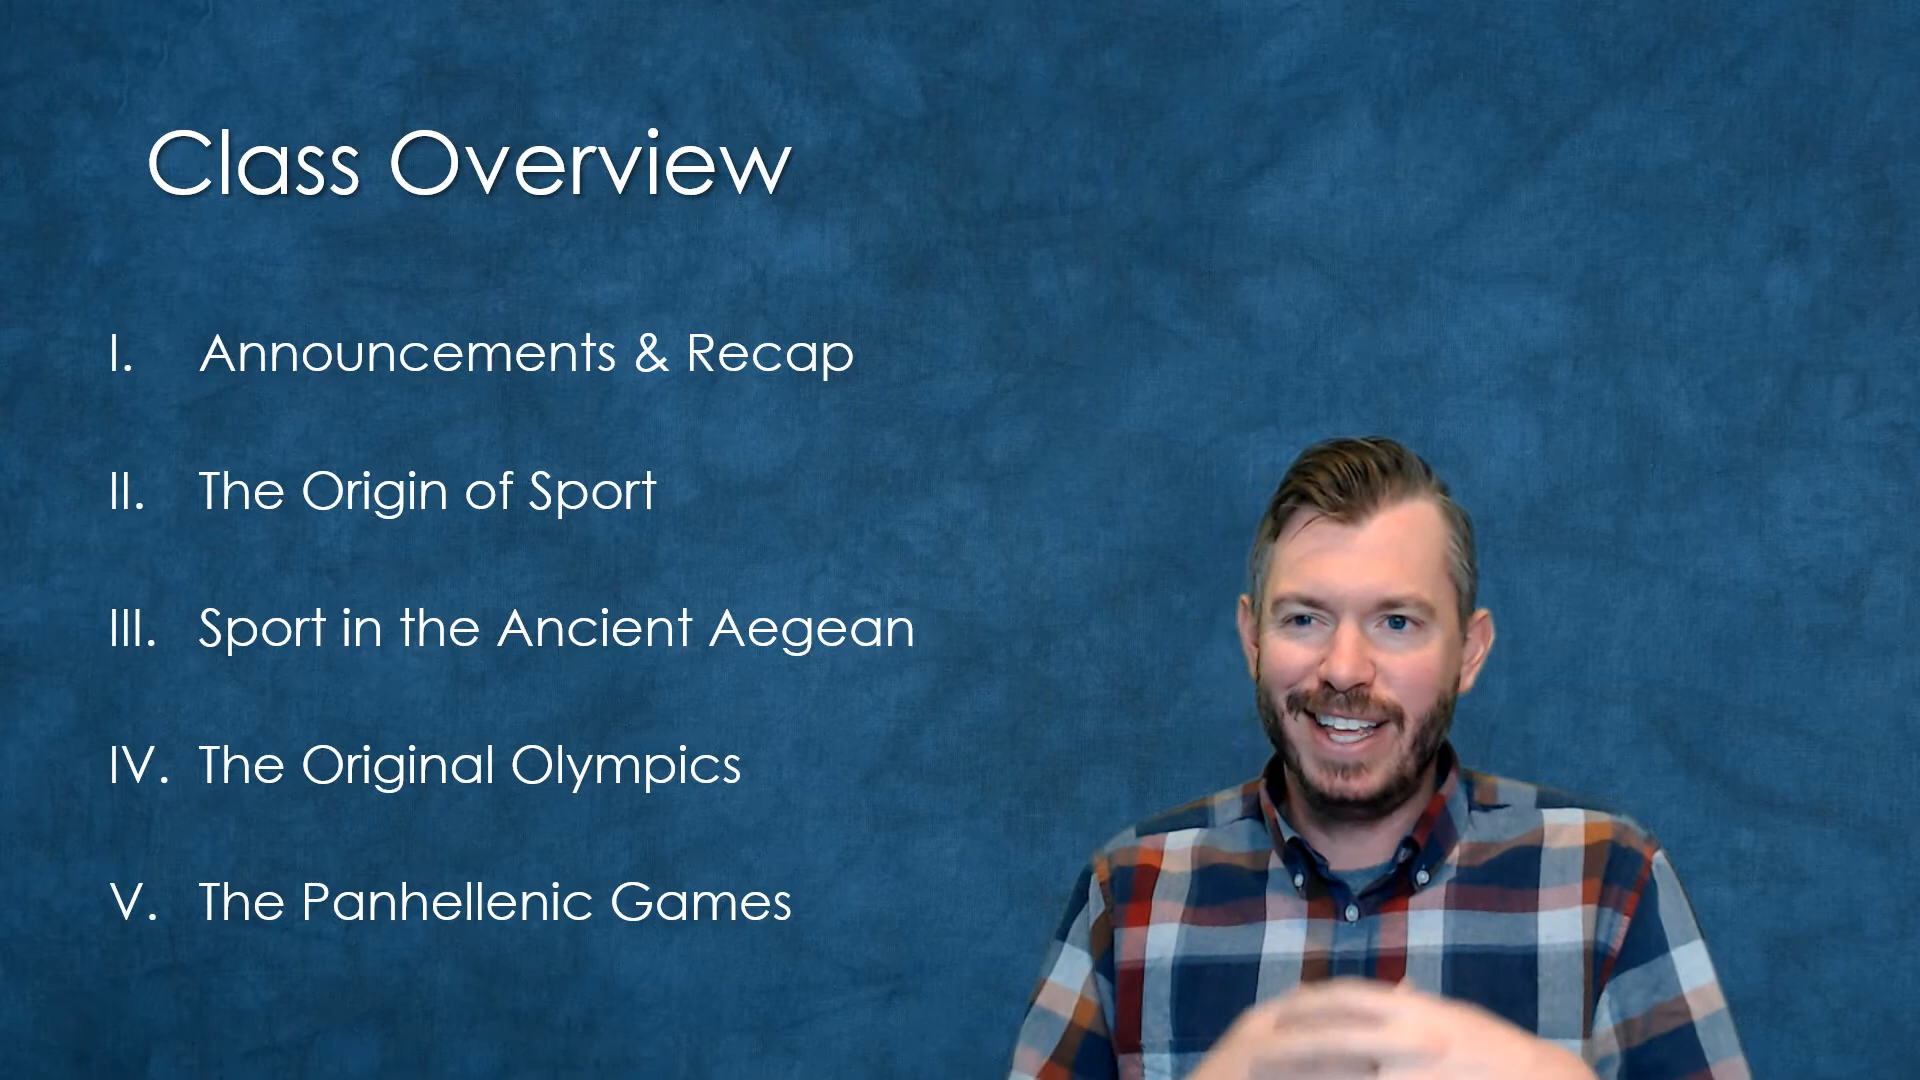 Class Overview
I. Announcements & Recap
II. The Origin of Sport
III. Sport in the Ancient Aegean
IV. The Original Olympics
V. The Panhellenic Games